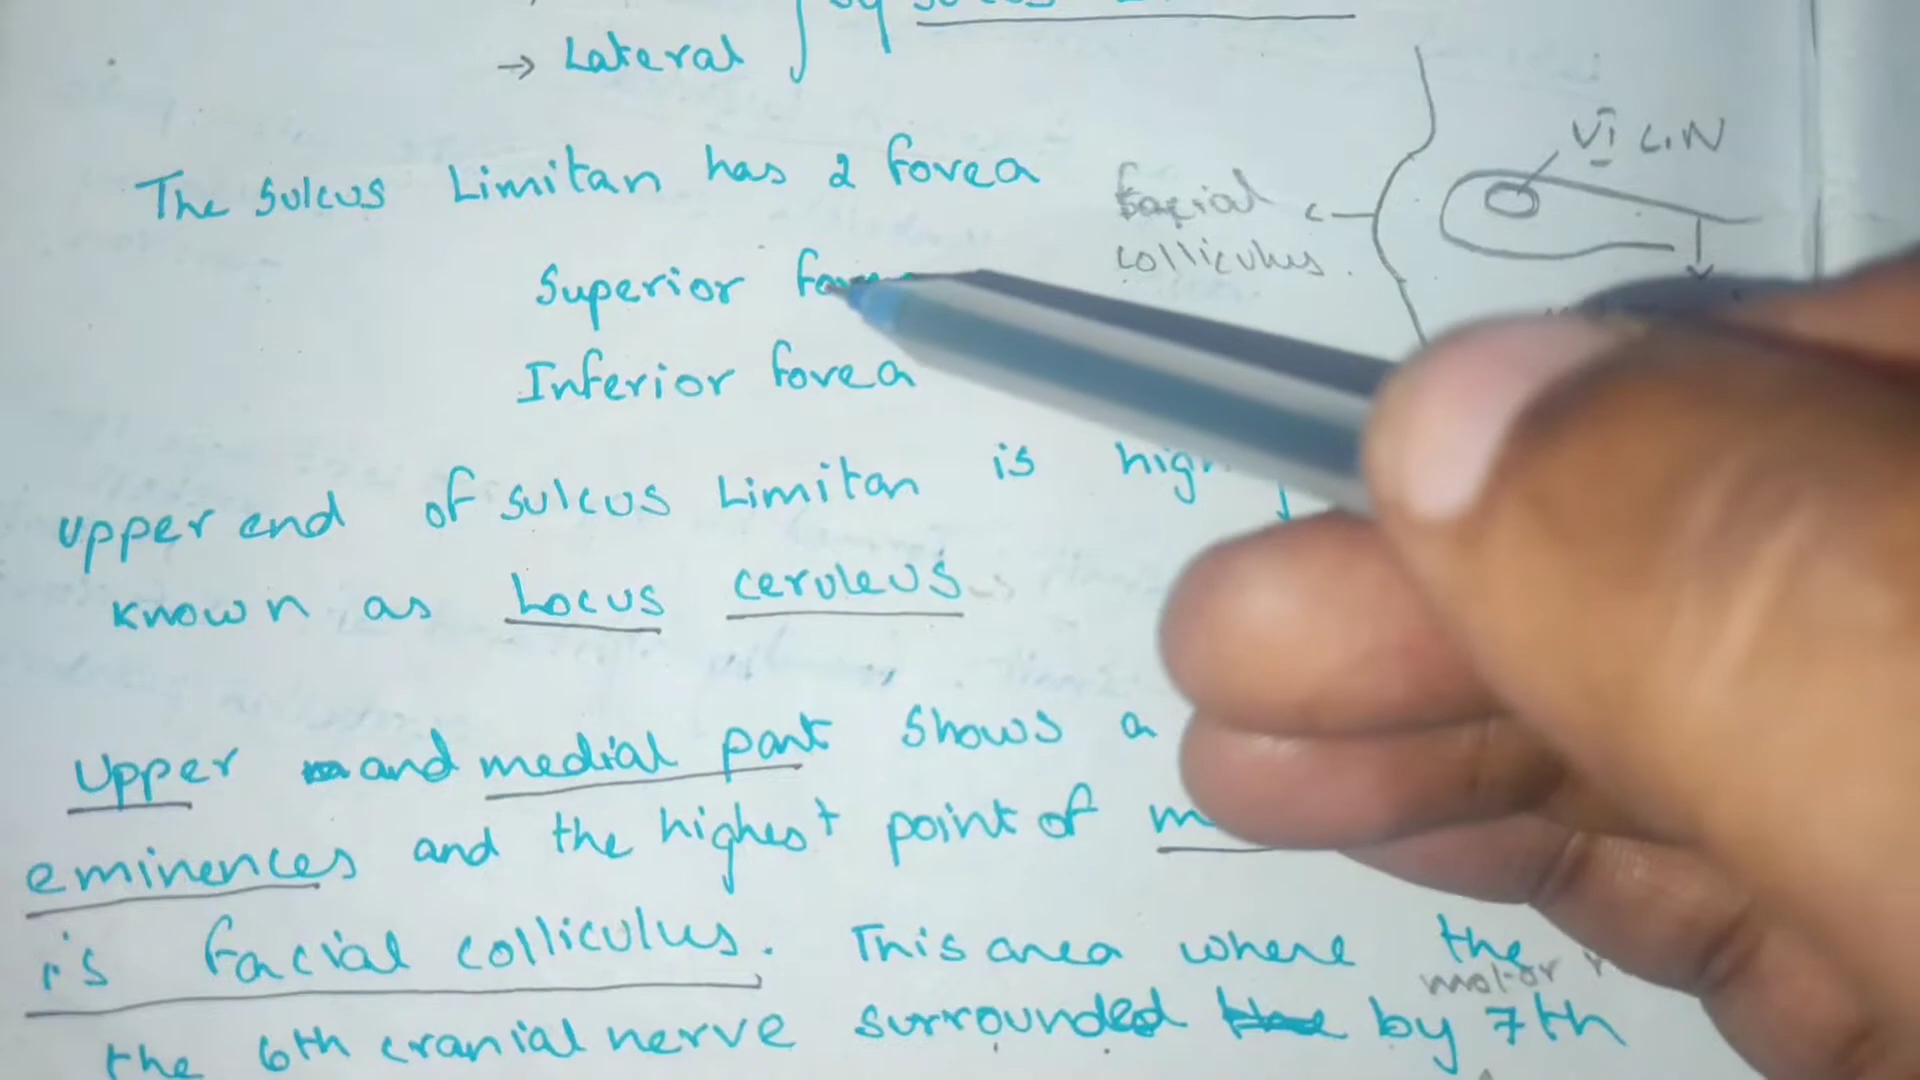 → Lateral
The sulcus Limitan has 2 fovea
Superior
Inferior fovea
upper end of sulcus Limitan is
known as Locus ceruleus
Upper and medial part shows a
eminences and the highest point of
is facial colliculus. This area where the
motor
the 6th cranial nerve surrounded by 7th
VI C.N
Facial
colliculus.